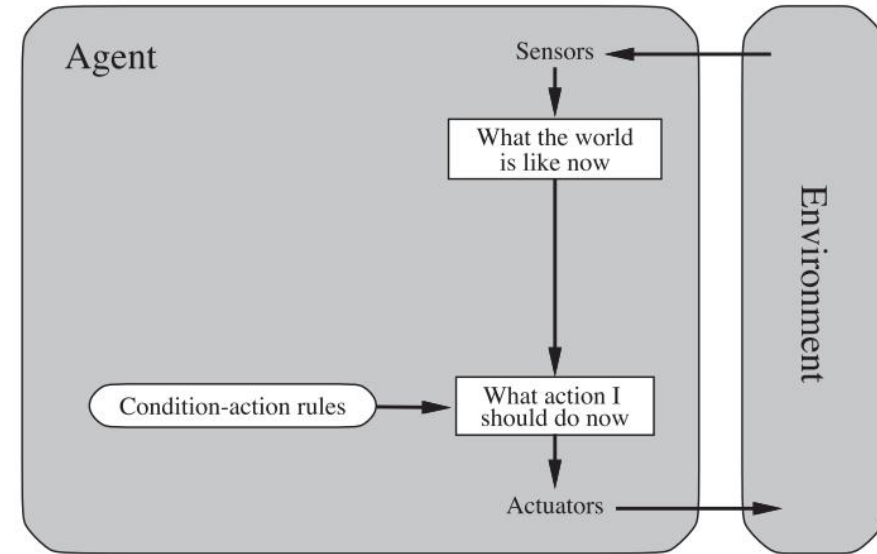 Agent
Sensors
What the world
is like now
Environment
Condition-action rules
What action I
should do now
Actuators